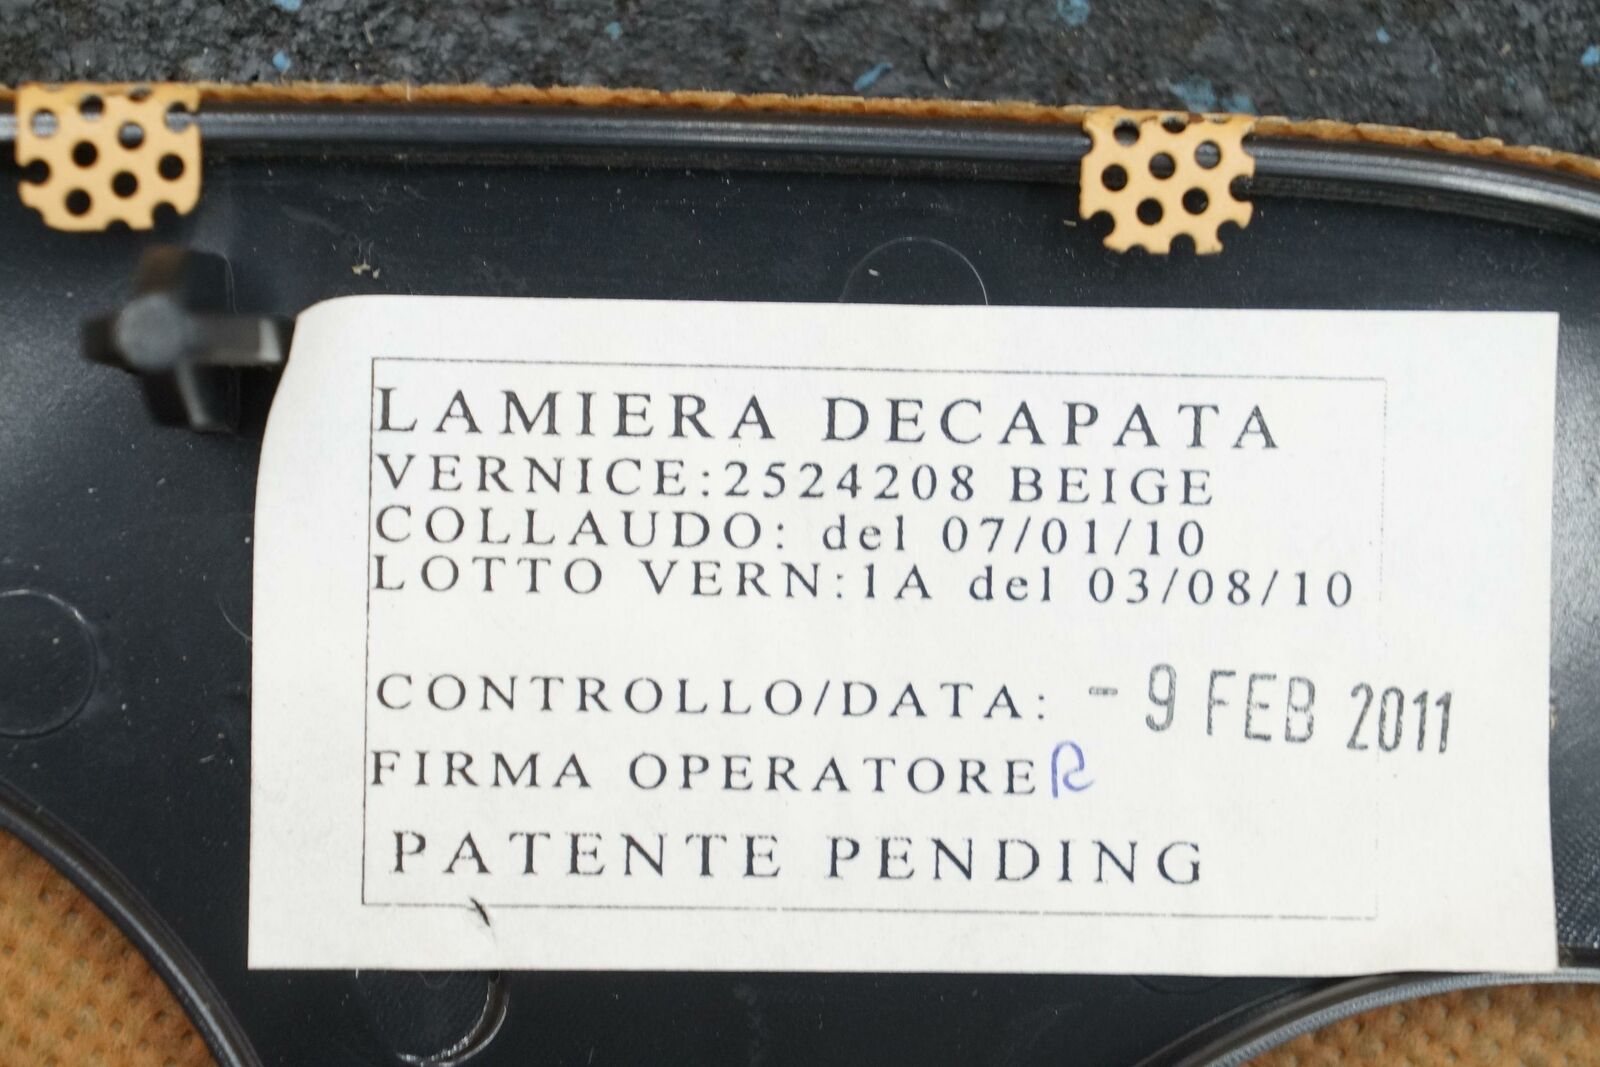 LAMIERA DECAPATA
VERNICE:2524208 BEIGE
COLLAUDO: del 07/01/10
LOTTO VERN:1A del 03/08/10
CONTROLLO/DATA: - 9 FEB 2011
FIRMA OPERATORE R
PATENTE PENDING